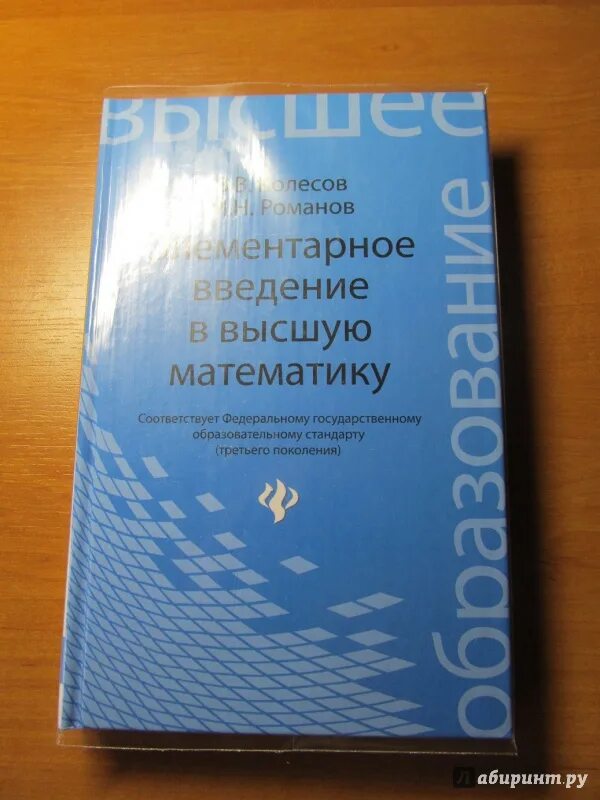 высшее
В. Колесов
Н. Романов
Элементарное
введение
в высшую
математику
Соответствует Федеральному государственному
образовательному стандарту
(третьего поколения)
образование
Лабиринт.ру